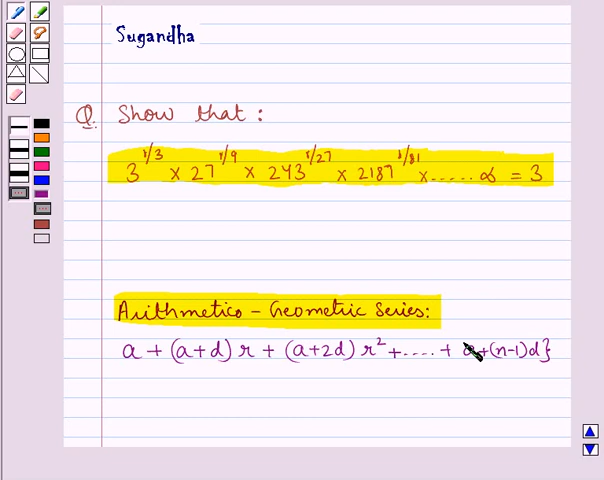 Sugandha
Q. Show that :
3^1/3 x 27^1/9 x 243^1/27 x 2187^1/81 x ..... ∞ = 3
Arithmetico - Geometric Series:
a + (a+d) r + (a+2d) r² + .... + +(n-1)d}